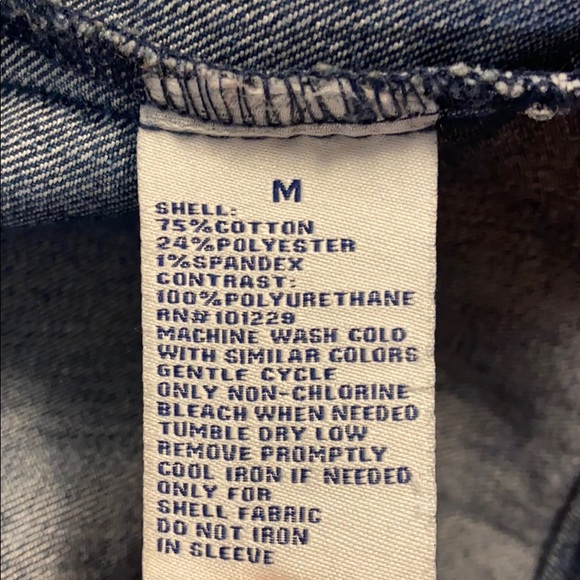 M
SHELL:
75%COTTON
24%POLYESTER
1%SPANDEX
CONTRAST:
100%POLYURETHANE
RN#101229
MACHINE WASH COLD
WITH SIMILAR COLORS
GENTLE CYCLE
ONLY NON-CHLORINE
BLEACH WHEN NEEDED
TUMBLE DRY LOW
REMOVE PROMPTLY
COOL IRON IF NEEDED
ONLY FOR
SHELL FABRIC
DO NOT IRON
IN SLEEVE